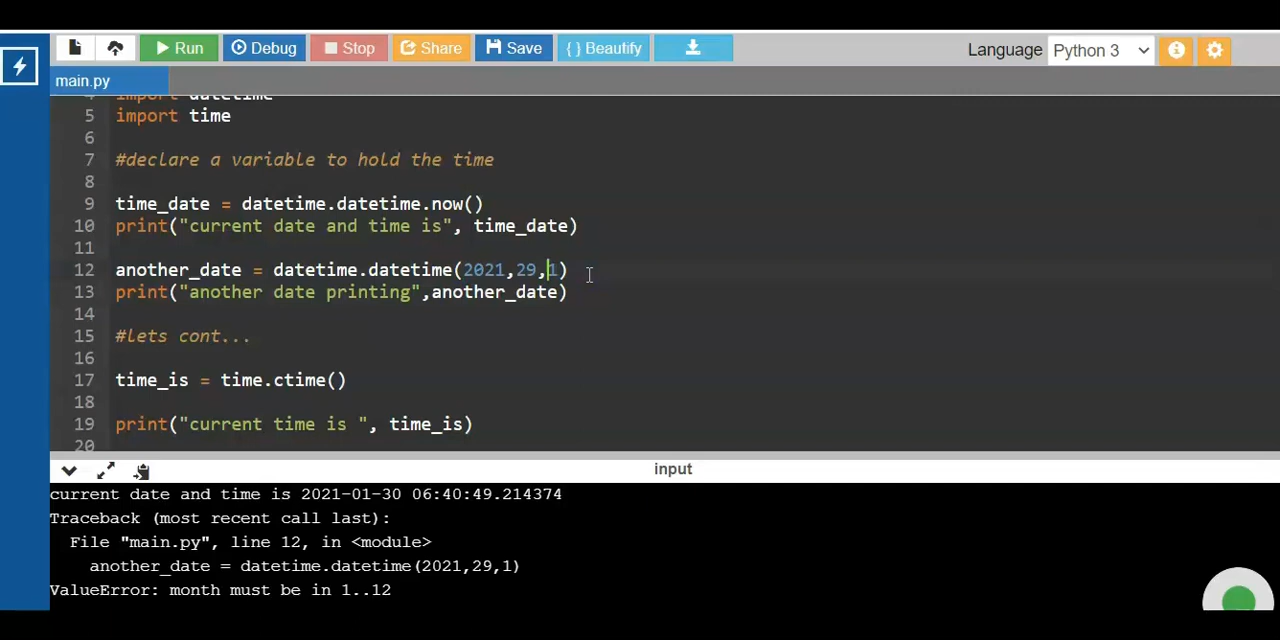 Run Debug Stop Share Save { } Beautify Language Python 3
main.py
4 import datetime
5 import time
6
7 #declare a variable to hold the time
8
9 time_date = datetime.datetime.now()
10 print("current date and time is", time_date)
11
12 another_date = datetime.datetime(2021,29,1)
13 print("another date printing",another_date)
14
15 #lets cont...
16
17 time_is = time.ctime()
18
19 print("current time is ", time_is)
20
input
current date and time is 2021-01-30 06:40:49.214374
Traceback (most recent call last):
File "main.py", line 12, in <module>
another_date = datetime.datetime(2021,29,1)
ValueError: month must be in 1..12